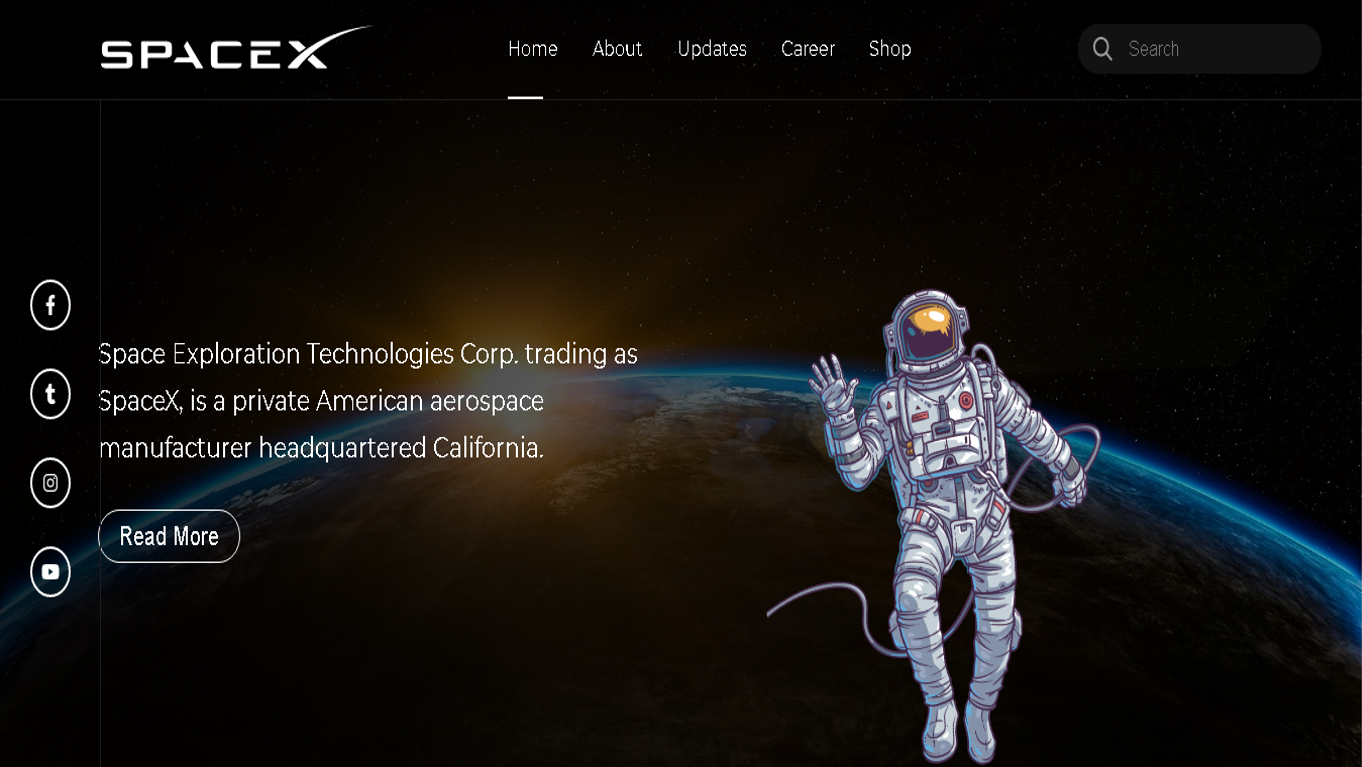 SPACEX
Home About Updates Career Shop
Search
Space Exploration Technologies Corp. trading as
SpaceX, is a private American aerospace
manufacturer headquartered California.
Read More